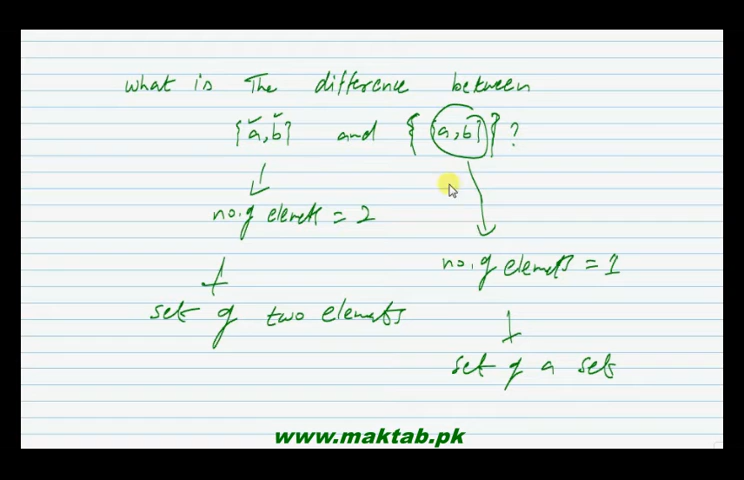 what is The difference between
{a,b} and { {a,b} } ?
no. of elements = 2
no. of elements = 1
set of two elements
set of a set
www.maktab.pk